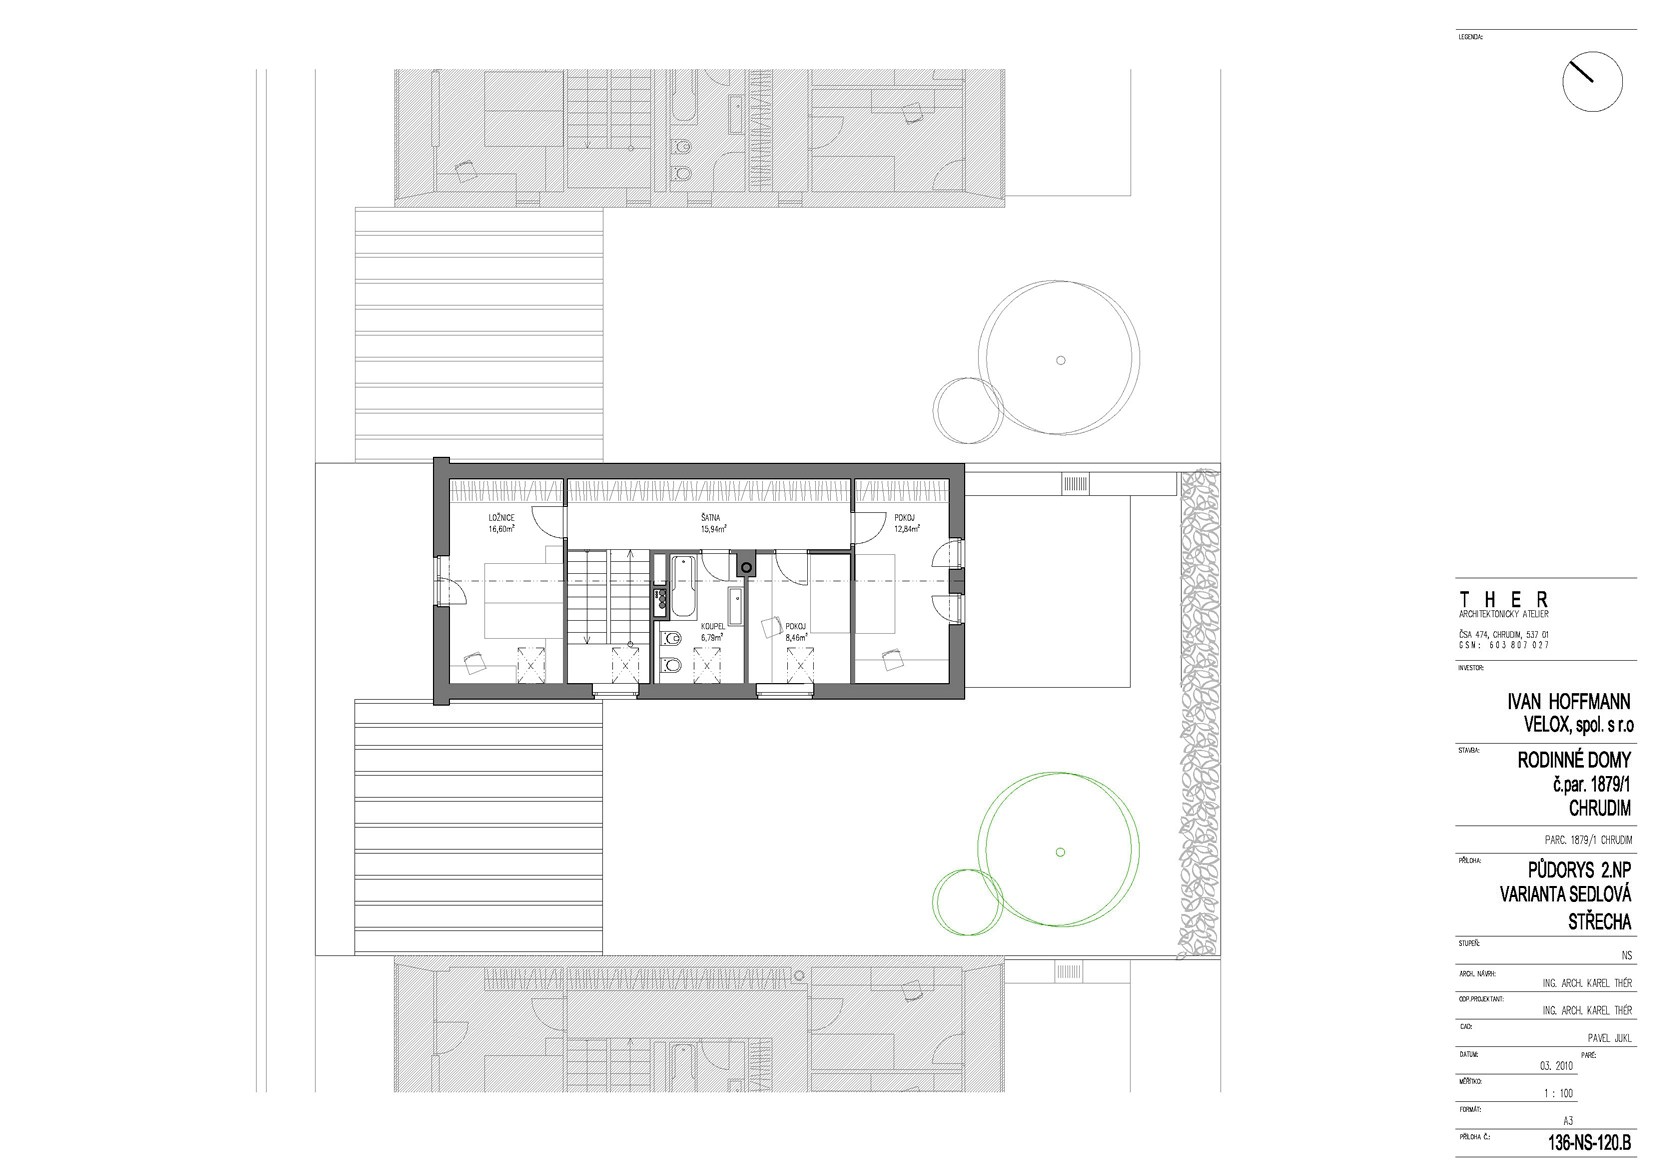 LEGENDA:
LOŽNICE
16,60m²
ŠATNA
15,94m²
POKOJ
12,84m²
KOUPEL
6,79m²
POKOJ
8,46m²
THER
ARCHITEKTONICKÝ ATELIER
ČSA 474, CHRUDIM, 537 01
GSM: 603 807 027
INVESTOR:
IVAN HOFFMANN
VELOX, spol. s r.o
STAVBA:
RODINNÉ DOMY
č.par. 1879/1
CHRUDIM
PARC. 1879/1 CHRUDIM
PŘÍLOHA:
PŮDORYS 2.NP
VARIANTA SEDLOVÁ
STŘECHA
STUPEŇ:
NS
ARCH. NÁVRH:
ING. ARCH. KAREL THÉR
ODP.PROJEKTANT:
ING. ARCH. KAREL THÉR
CAD:
PAVEL JUKL
DATUM:
03. 2010
PARÉ:
MĚŘÍTKO:
1 : 100
FORMÁT:
A3
PŘÍLOHA Č.:
136-NS-120.B